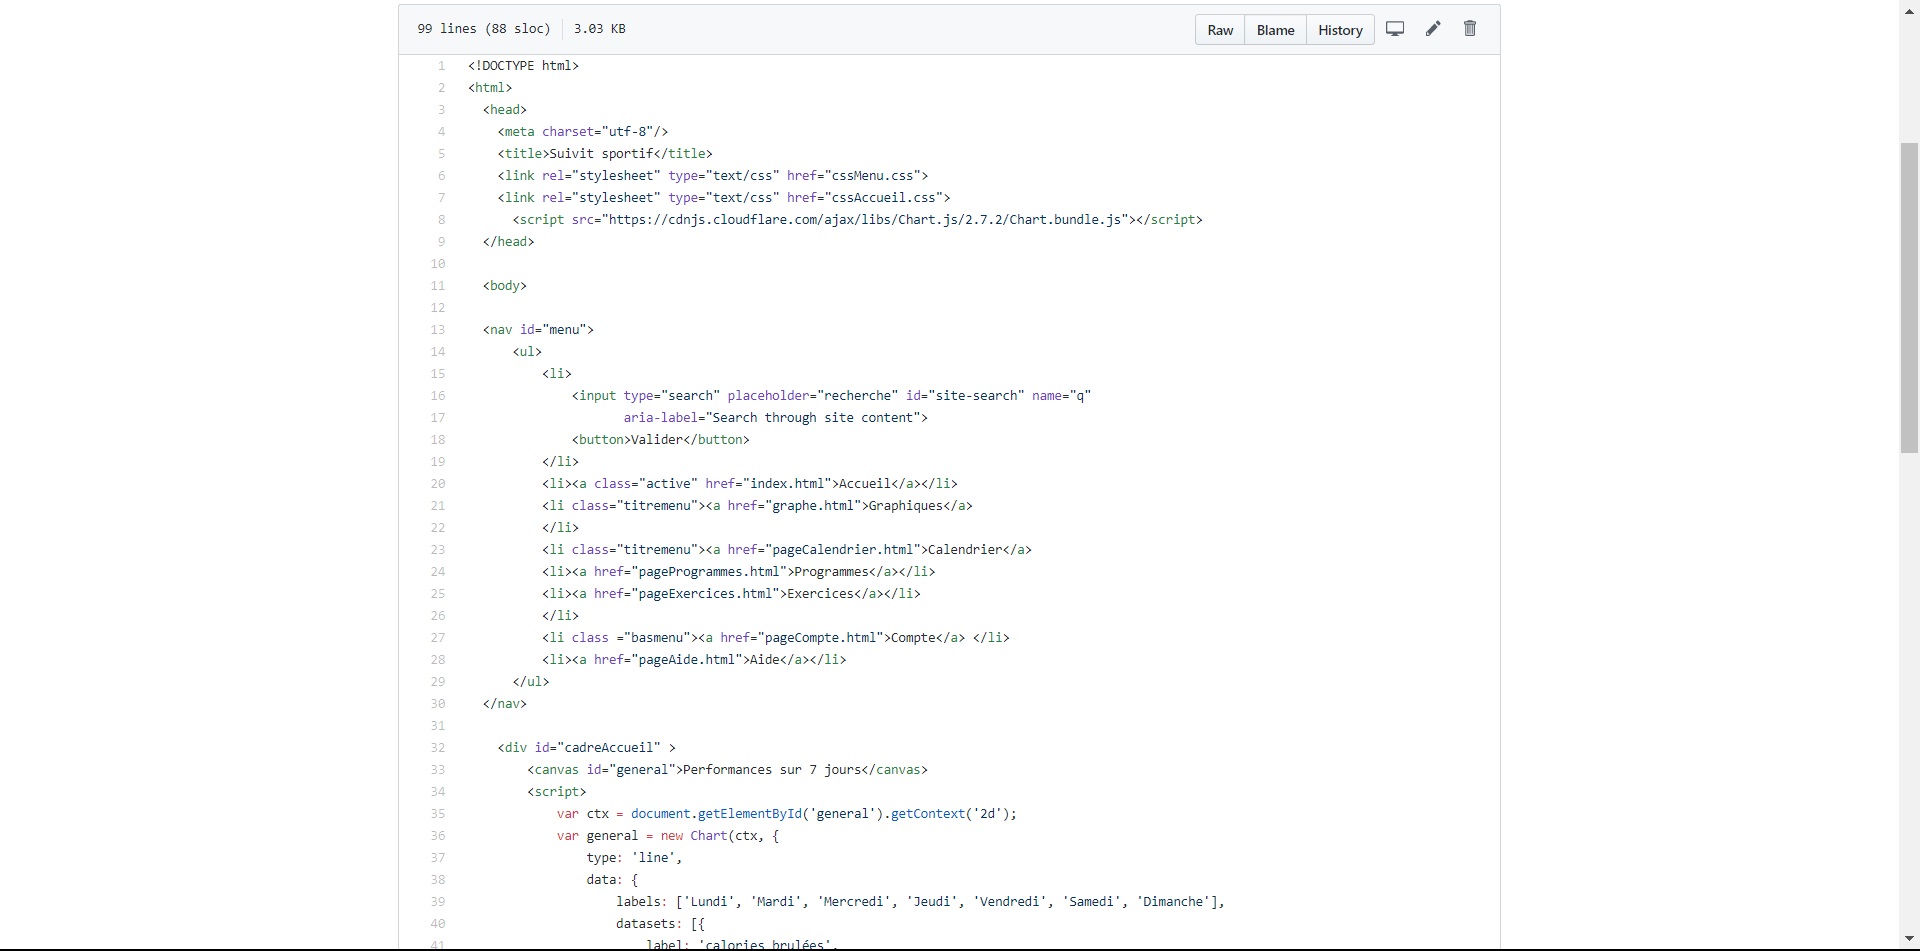 99 lines (88 sloc) 3.03 KB Raw Blame History
1 <!DOCTYPE html>
2 <html>
3 <head>
4 <meta charset="utf-8"/>
5 <title>Suivit sportif</title>
6 <link rel="stylesheet" type="text/css" href="cssMenu.css">
7 <link rel="stylesheet" type="text/css" href="cssAccueil.css">
8 <script src="https://cdnjs.cloudflare.com/ajax/libs/Chart.js/2.7.2/Chart.bundle.js"></script>
9 </head>
10
11 <body>
12
13 <nav id="menu">
14 <ul>
15 <li>
16 <input type="search" placeholder="recherche" id="site-search" name="q"
17 aria-label="Search through site content">
18 <button>Valider</button>
19 </li>
20 <li><a class="active" href="index.html">Accueil</a></li>
21 <li class="titremenu"><a href="graphe.html">Graphiques</a>
22 </li>
23 <li class="titremenu"><a href="pageCalendrier.html">Calendrier</a>
24 <li><a href="pageProgrammes.html">Programmes</a></li>
25 <li><a href="pageExercices.html">Exercices</a></li>
26 </li>
27 <li class ="basmenu"><a href="pageCompte.html">Compte</a> </li>
28 <li><a href="pageAide.html">Aide</a></li>
29 </ul>
30 </nav>
31
32 <div id="cadreAccueil" >
33 <canvas id="general">Performances sur 7 jours</canvas>
34 <script>
35 var ctx = document.getElementById('general').getContext('2d');
36 var general = new Chart(ctx, {
37 type: 'line',
38 data: {
39 labels: ['Lundi', 'Mardi', 'Mercredi', 'Jeudi', 'Vendredi', 'Samedi', 'Dimanche'],
40 datasets: [{
41 label: 'calories brulées',